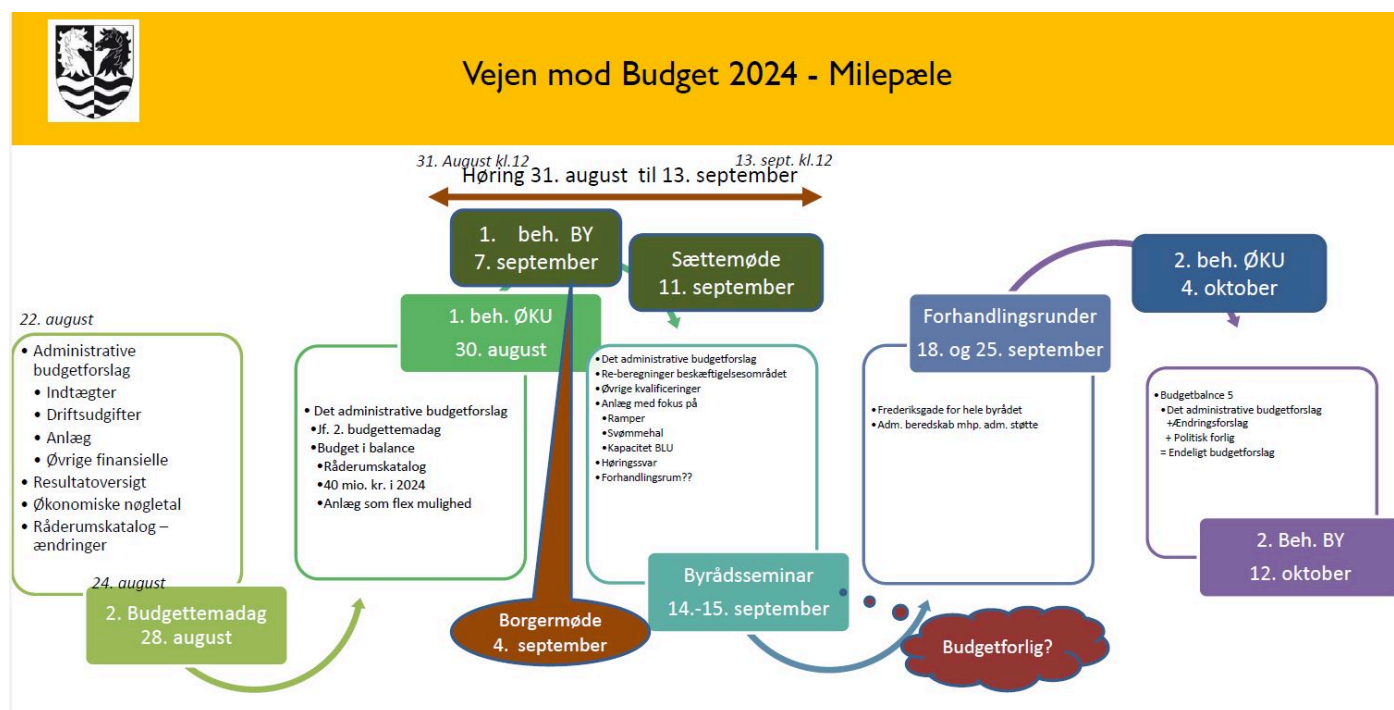 Vejen mod Budget 2024 - Milepæle
31. August kl.12
13. sept. kl.12
Høring 31. august til 13. september
22. august
• Administrative
budgetforslag
• Indtægter
• Driftsudgifter
• Anlæg
• Øvrige finansielle
• Resultatoversigt
• Økonomiske nøgletal
• Råderumskatalog –
ændringer
24. august
2. Budgettemadag
28. august
1. beh. ØKU
30. august
• Det administrative budgetforslag
•Jf. 2. budgettemadag
•Budget i balance
•Råderumskatalog
•40 mio. kr. i 2024
•Anlæg som flex mulighed
1. beh. BY
7. september
Borgermøde
4. september
Sættemøde
11. september
•Det administrative budgetforslag
•Re-beregninger beskæftigelsesområdet
•Øvrige kvalificeringer
•Anlæg med fokus på
•Ramper
•Svømmehal
•Kapacitet BLU
•Høringssvar
•Forhandlingsrum??
Byrådsseminar
14.-15. september
Forhandlingsrunder
18. og 25. september
•Frederiksgade for hele byrådet
•Adm. beredskab mhp. adm. støtte
Budgetforlig?
2. beh. ØKU
4. oktober
•Budgetbalnce 5
•Det administrative budgetforslag
+Ændringsforslag
+ Politisk forlig
= Endeligt budgetforslag
2. Beh. BY
12. oktober